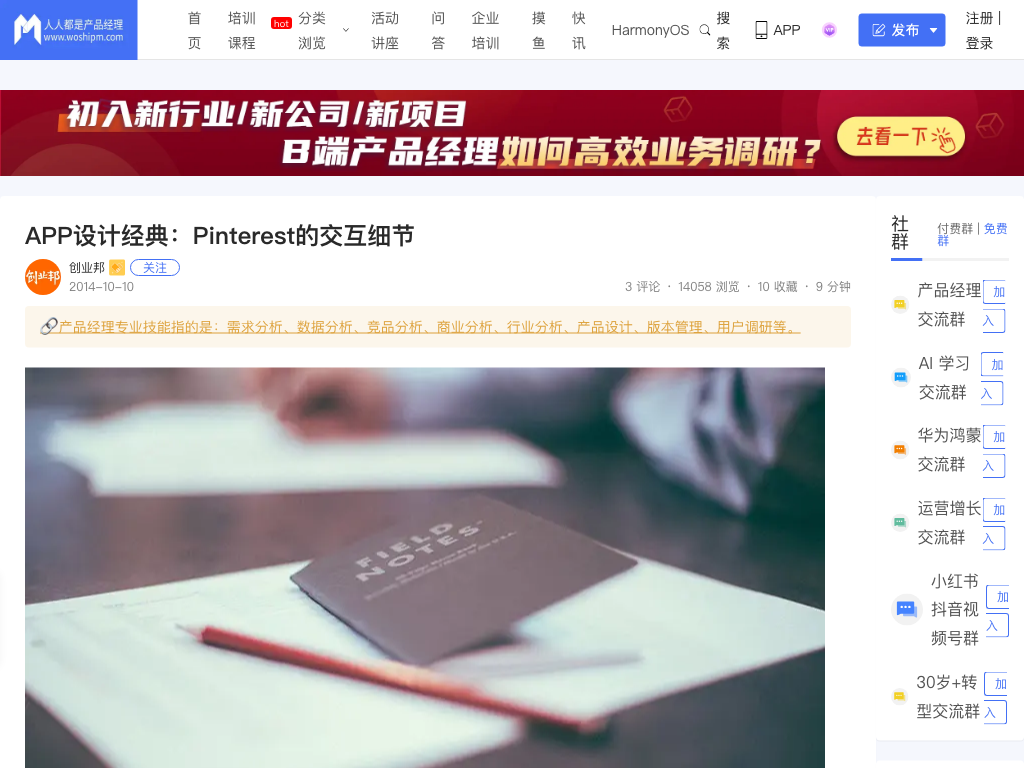 人人都是产品经理
www.woshipm.com
首页
培训课程
hot
分类浏览
活动讲座
问答
企业培训
摸鱼
快讯
HarmonyOS
搜索
APP
发布
注册 | 登录
初入新行业/新公司/新项目
B端产品经理如何高效业务调研？
去看一下
APP设计经典：Pinterest的交互细节
创业邦
创业邦
关注
2014-10-10
3 评论 · 14058 浏览 · 10 收藏 · 9 分钟
产品经理专业技能指的是：需求分析、数据分析、竞品分析、商业分析、行业分析、产品设计、版本管理、用户调研等。
FIELD
NOTES
社群
付费群 | 免费群
产品经理交流群
加入
AI 学习交流群
加入
华为鸿蒙交流群
加入
运营增长交流群
加入
小红书抖音视频号群
加入
30岁+转型交流群
加入